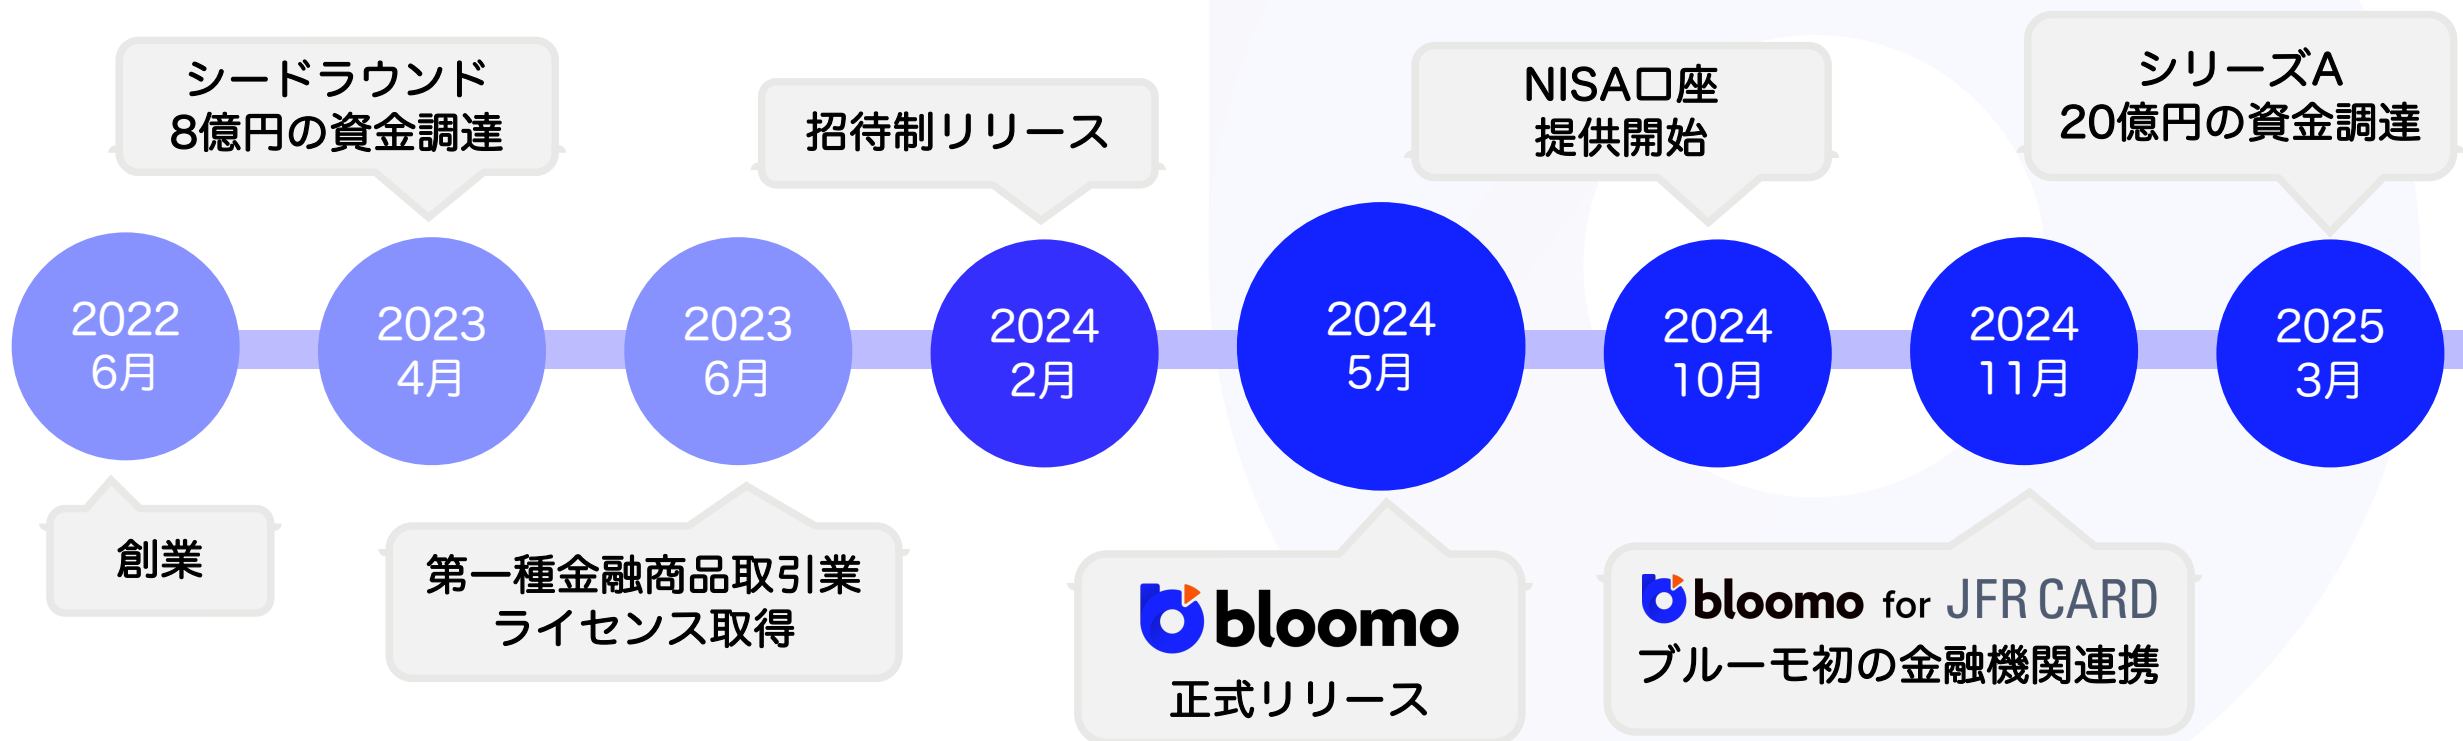 シードラウンド
8億円の資金調達
招待制リリース
NISA口座
提供開始
シリーズA
20億円の資金調達
2022
6月
2023
4月
2023
6月
2024
2月
2024
5月
2024
10月
2024
11月
2025
3月
創業
第一種金融商品取引業
ライセンス取得
bloomo
正式リリース
bloomo for JFR CARD
ブルーモ初の金融機関連携